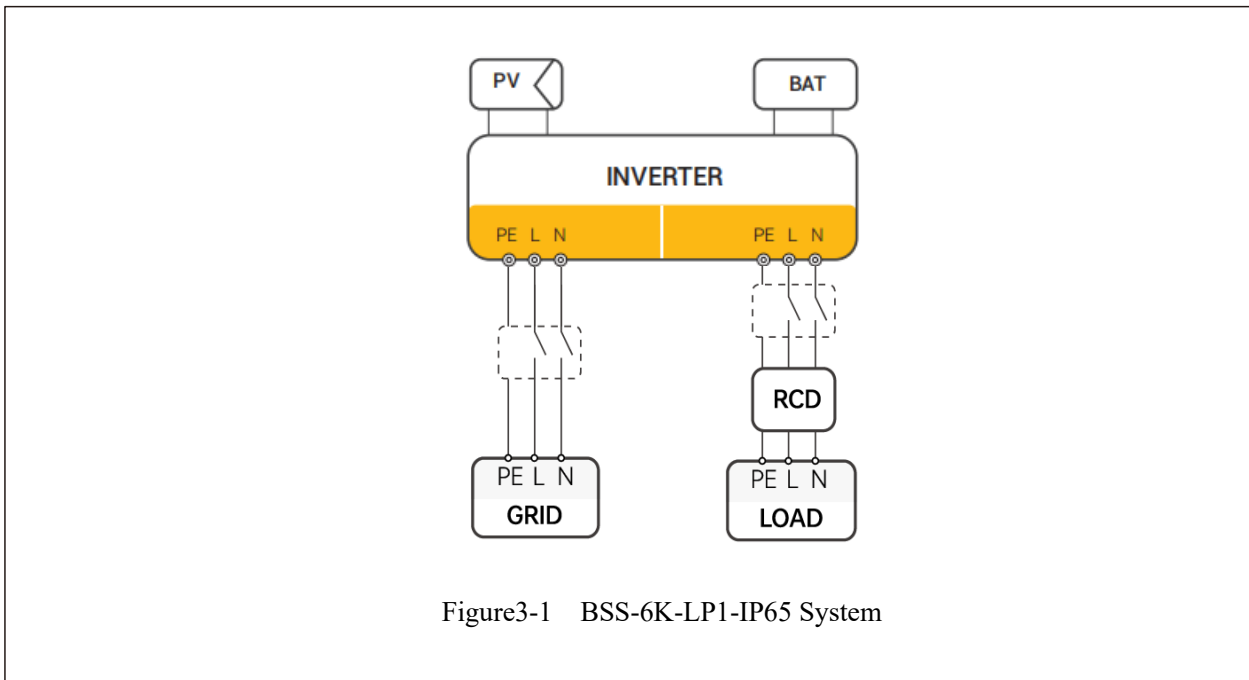 PV BAT
INVERTER
PE L N PE L N
RCD
PE L N PE L N
GRID LOAD
Figure3-1 BSS-6K-LP1-IP65 System